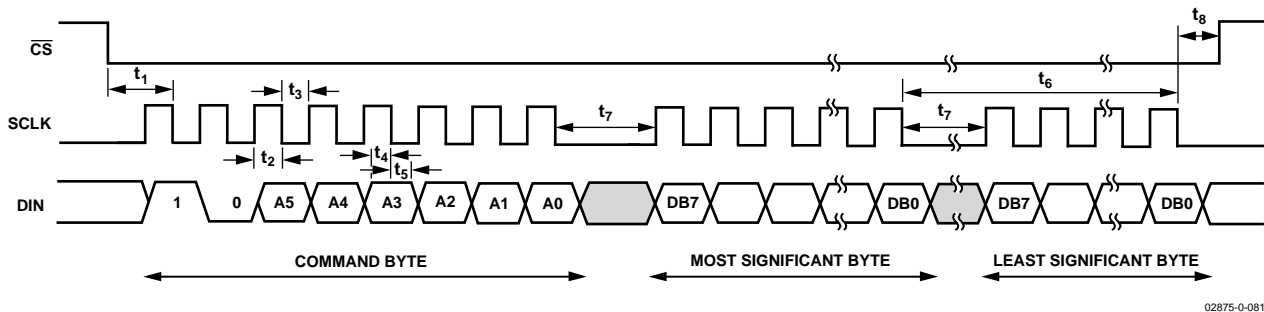 t8
CS
t1
t3
t6
SCLK
t7
t7
t2
t4
t5
DIN
1
0
A5
A4
A3
A2
A1
A0
DB7
DB0
DB7
DB0
COMMAND BYTE
MOST SIGNIFICANT BYTE
LEAST SIGNIFICANT BYTE
02875-0-081